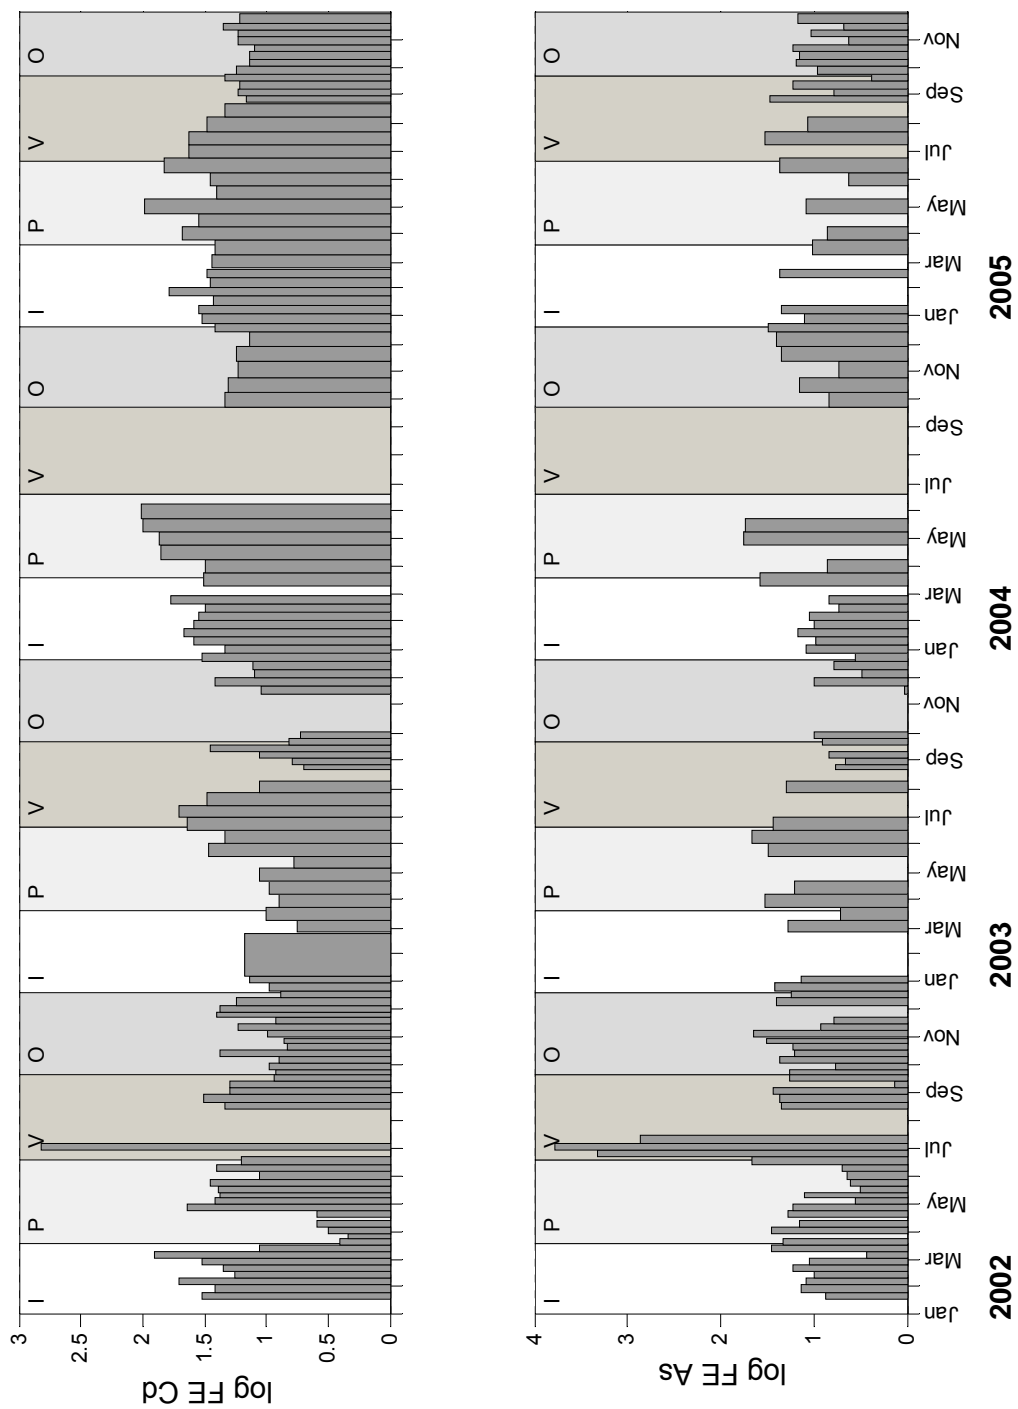 log FE Cd
3
2.5
2
1.5
1
0.5
0
I P V O I P V O I P V O I P V O
log FE As
4
3
2
1
0
I P V O I P V O I P V O I P V O
Jan Mar May Jul Sep Nov Jan Mar May Jul Sep Nov Jan Mar May Jul Sep Nov Jan Mar May Jul Sep Nov
2002 2003 2004 2005